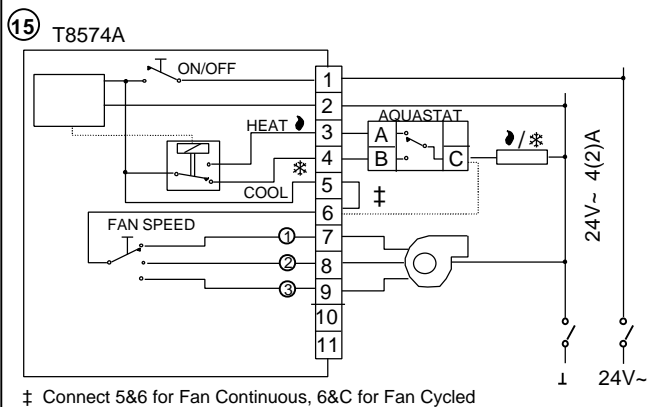 15
T8574A
ON/OFF
1
2
HEAT
3
4
COOL
5
6
FAN SPEED
1
7
2
8
3
9
10
11
AQUASTAT
A
B
C
/
‡
24V~ 4(2)A
24V~
‡ Connect 5&6 for Fan Continuous, 6&C for Fan Cycled